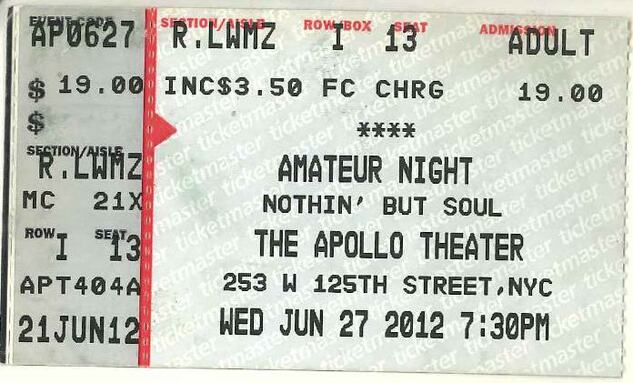 EVENT CODE SECTION/AISLE ROW/BOX SEAT ADMISSION
AP0627 R.LWMZ I 13 ADULT
$ 19.00 INC$3.50 FC CHRG 19.00
$ ****
SECTION/AISLE
R.LWMZ AMATEUR NIGHT
MC 21X NOTHIN' BUT SOUL
ROW SEAT
I 13 THE APOLLO THEATER
APT404A 253 W 125TH STREET,NYC
21JUN12 WED JUN 27 2012 7:30PM
ticketmaster